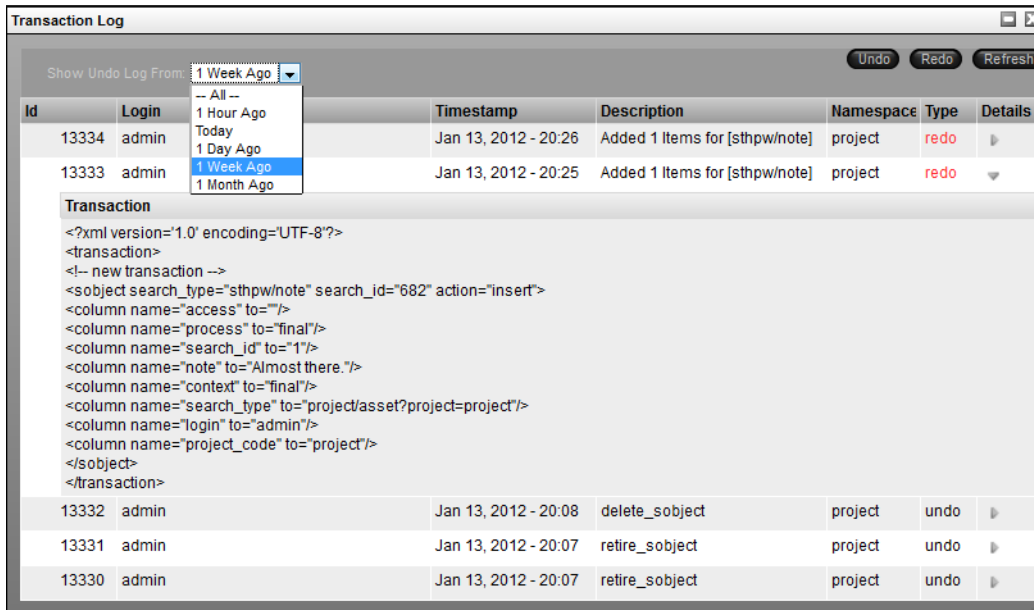 Transaction Log
Undo Redo Refresh
Show Undo Log From: 1 Week Ago
-- All --
1 Hour Ago
Today
1 Day Ago
1 Week Ago
1 Month Ago
Id Login Timestamp Description Namespace Type Details
13334 admin Jan 13, 2012 - 20:26 Added 1 Items for [sthpw/note] project redo
13333 admin Jan 13, 2012 - 20:25 Added 1 Items for [sthpw/note] project redo
Transaction
<?xml version='1.0' encoding='UTF-8'?>
<transaction>
<!-- new transaction -->
<sobject search_type="sthpw/note" search_id="682" action="insert">
<column name="access" to=""/>
<column name="process" to="final"/>
<column name="search_id" to="1"/>
<column name="note" to="Almost there."/>
<column name="context" to="final"/>
<column name="search_type" to="project/asset?project=project"/>
<column name="login" to="admin"/>
<column name="project_code" to="project"/>
</sobject>
</transaction>
13332 admin Jan 13, 2012 - 20:08 delete_sobject project undo
13331 admin Jan 13, 2012 - 20:07 retire_sobject project undo
13330 admin Jan 13, 2012 - 20:07 retire_sobject project undo